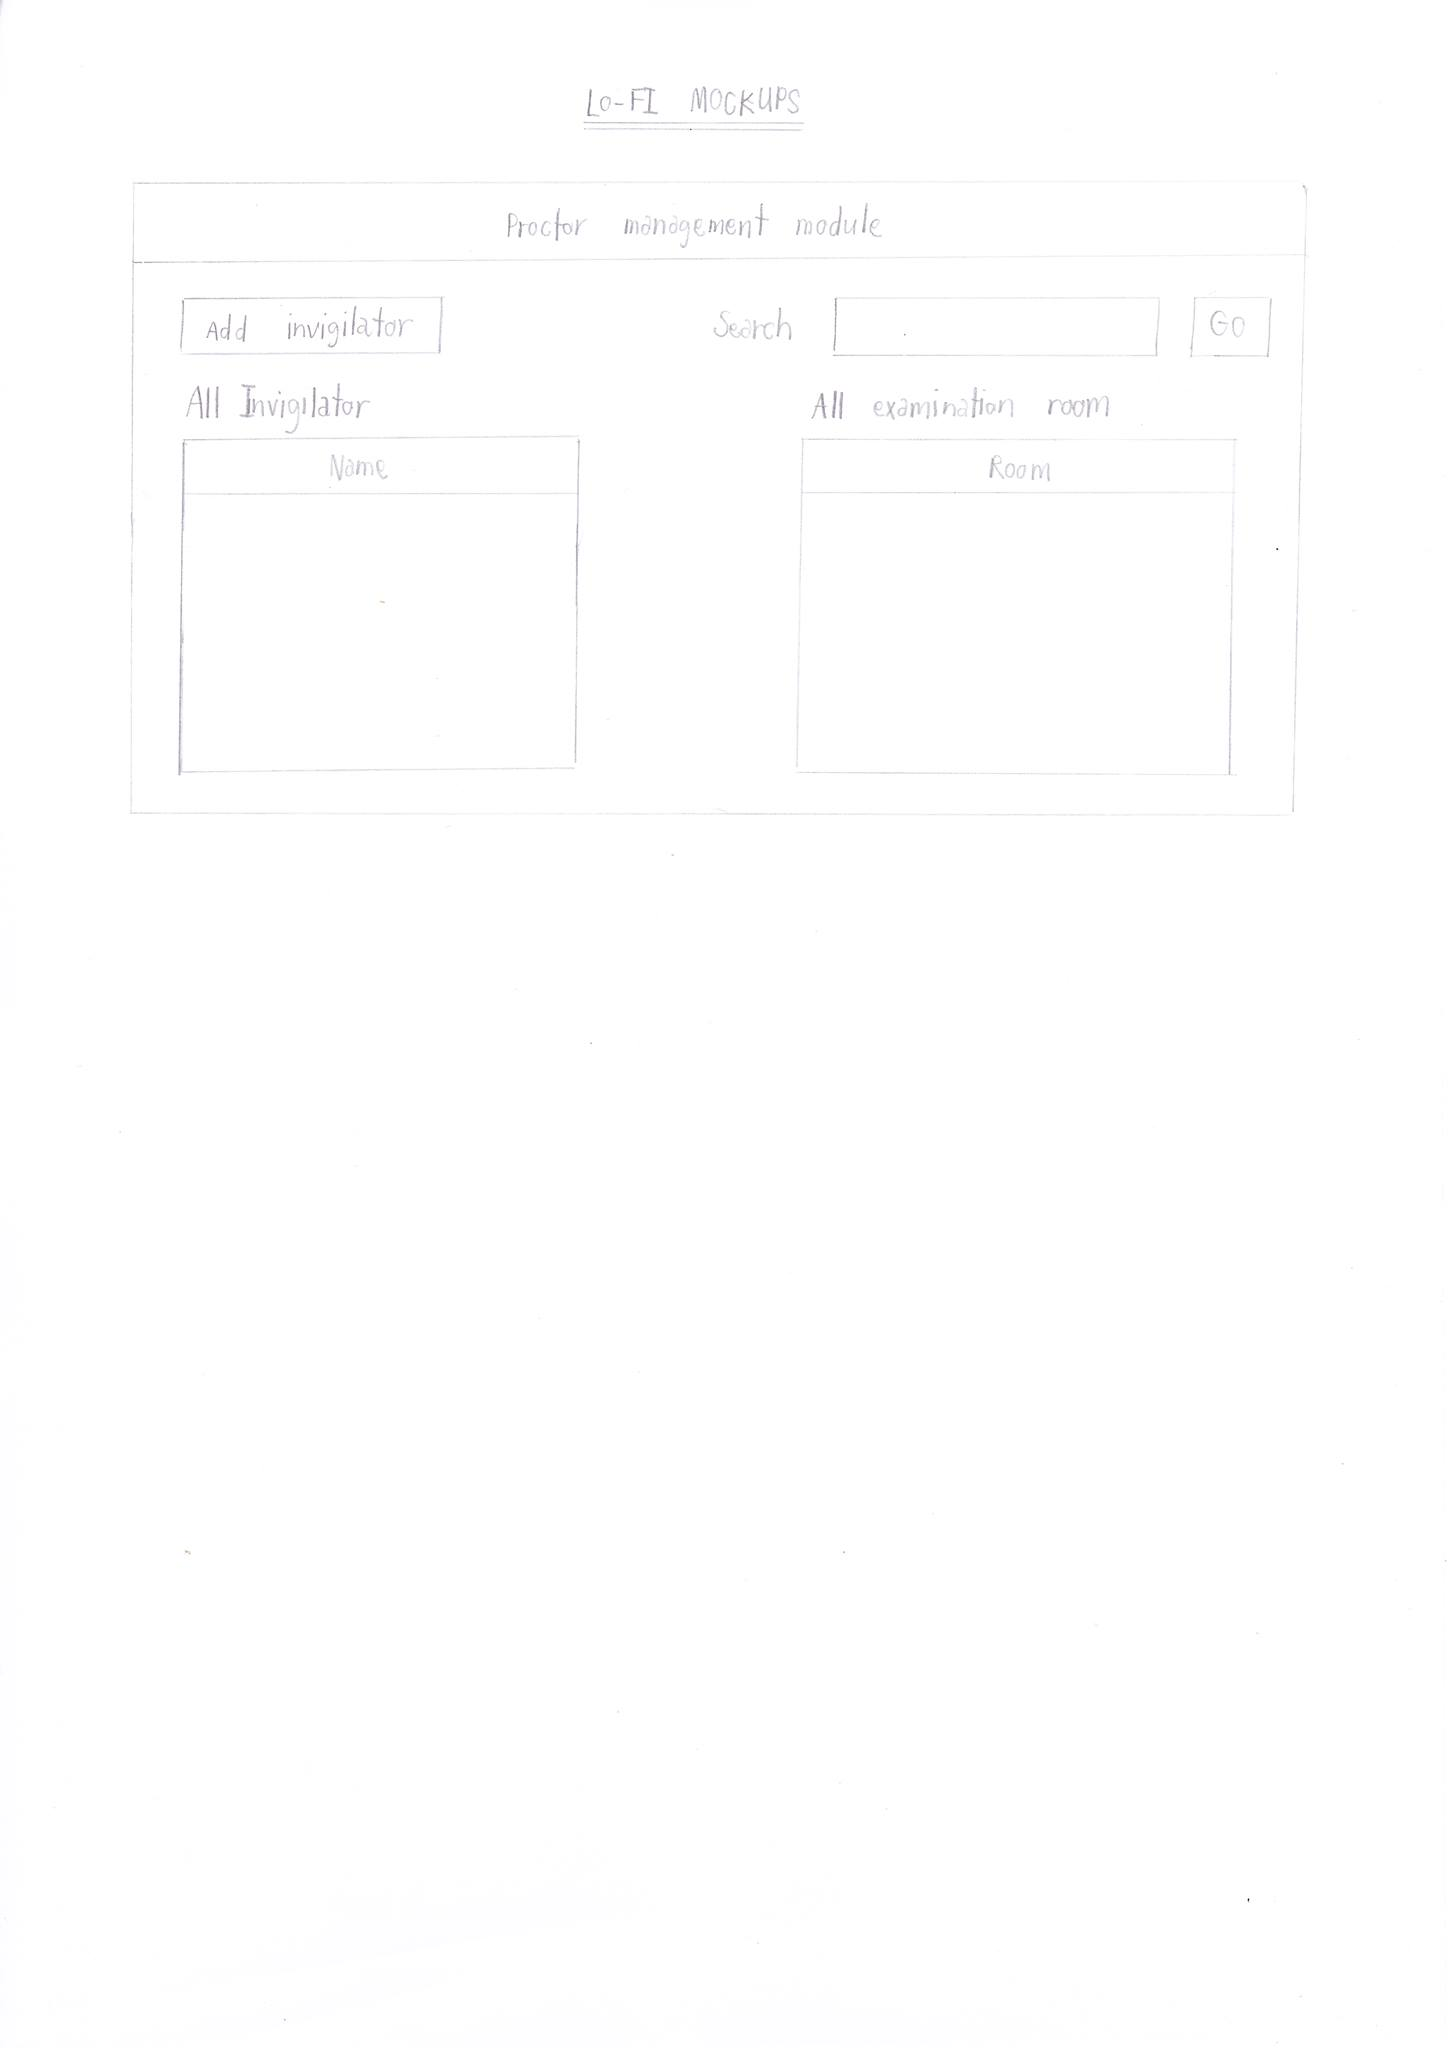 LO-FI MOCKUPS
Proctor management module
Add invigilator
Search
GO
All Invigilator
All examination room
Name
Room